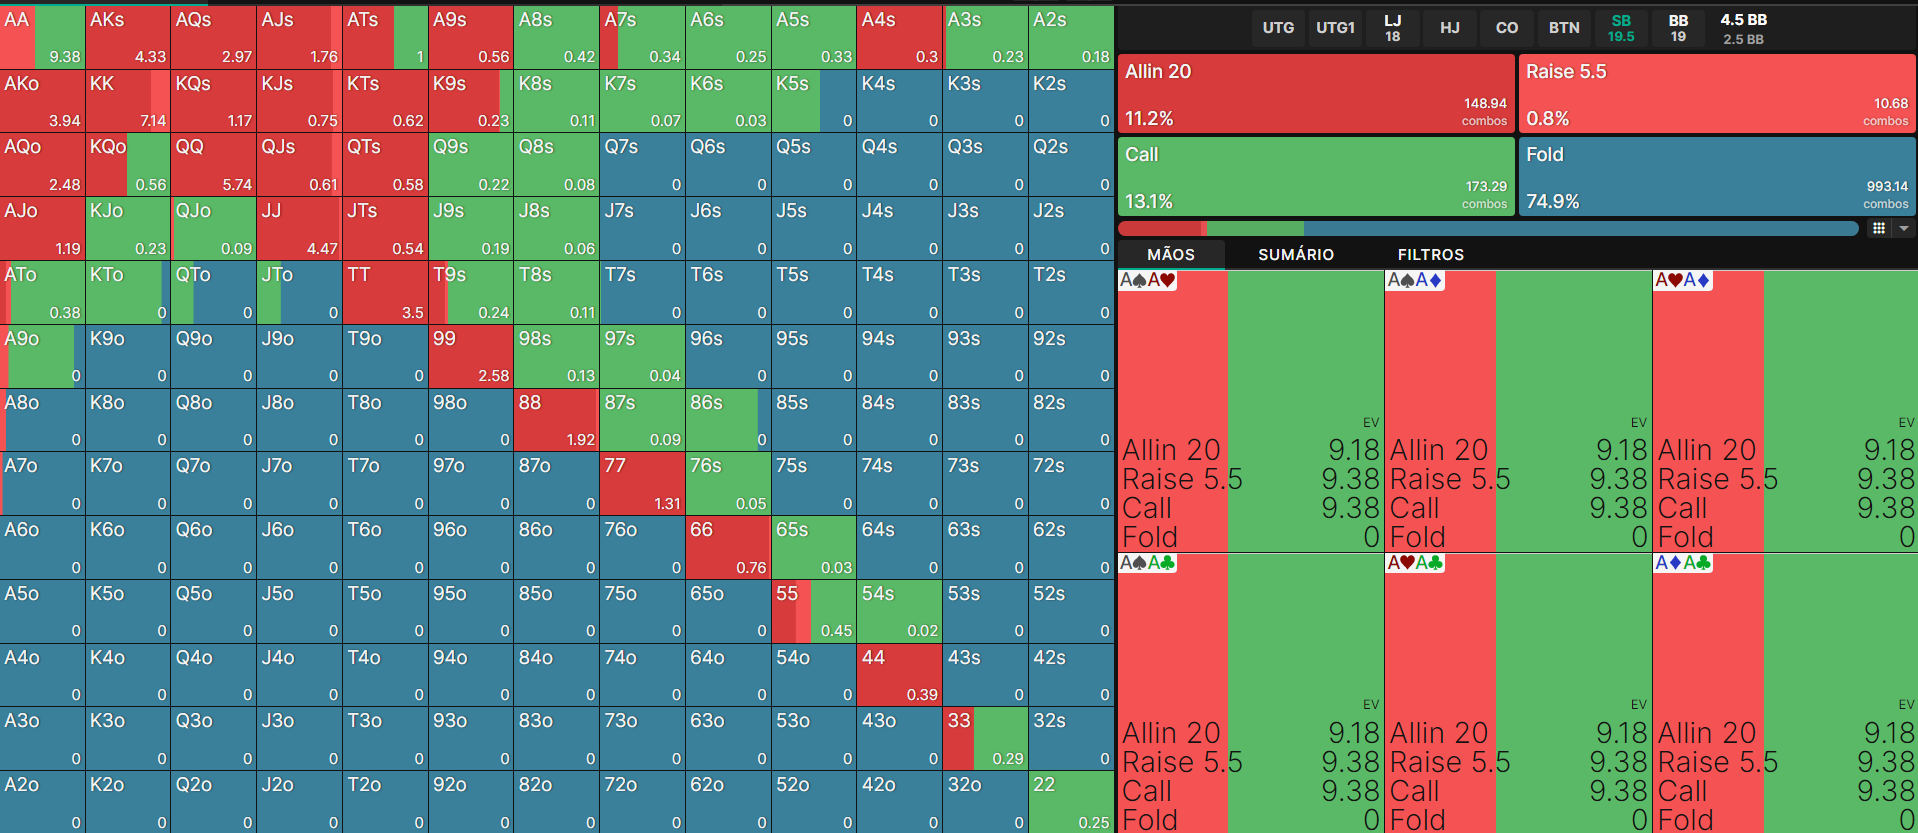 AA AKs AQs AJs ATs A9s A8s A7s A6s A5s A4s A3s A2s
9.38 4.33 2.97 1.76 1 0.56 0.42 0.34 0.25 0.33 0.3 0.23 0.18
AKo KK KQs KJs KTs K9s K8s K7s K6s K5s K4s K3s K2s
3.94 7.14 1.17 0.75 0.62 0.23 0.11 0.07 0.03 0 0 0 0
AQo KQo QQ QJs QTs Q9s Q8s Q7s Q6s Q5s Q4s Q3s Q2s
2.48 0.56 5.74 0.61 0.58 0.22 0.08 0 0 0 0 0 0
AJo KJo QJo JJ JTs J9s J8s J7s J6s J5s J4s J3s J2s
1.19 0.23 0.09 4.47 0.54 0.19 0.06 0 0 0 0 0 0
ATo KTo QTo JTo TT T9s T8s T7s T6s T5s T4s T3s T2s
0.38 0 0 0 3.5 0.24 0.11 0 0 0 0 0 0
A9o K9o Q9o J9o T9o 99 98s 97s 96s 95s 94s 93s 92s
0 0 0 0 0 2.58 0.13 0.04 0 0 0 0 0
A8o K8o Q8o J8o T8o 98o 88 87s 86s 85s 84s 83s 82s
0 0 0 0 0 0 1.92 0.09 0 0 0 0 0
A7o K7o Q7o J7o T7o 97o 87o 77 76s 75s 74s 73s 72s
0 0 0 0 0 0 0 1.31 0.05 0 0 0 0
A6o K6o Q6o J6o T6o 96o 86o 76o 66 65s 64s 63s 62s
0 0 0 0 0 0 0 0 0.76 0.03 0 0 0
A5o K5o Q5o J5o T5o 95o 85o 75o 65o 55 54s 53s 52s
0 0 0 0 0 0 0 0 0 0.45 0.02 0 0
A4o K4o Q4o J4o T4o 94o 84o 74o 64o 54o 44 43s 42s
0 0 0 0 0 0 0 0 0 0 0.39 0 0
A3o K3o Q3o J3o T3o 93o 83o 73o 63o 53o 43o 33 32s
0 0 0 0 0 0 0 0 0 0 0 0.29 0
A2o K2o Q2o J2o T2o 92o 82o 72o 62o 52o 42o 32o 22
0 0 0 0 0 0 0 0 0 0 0 0 0.25
UTG UTG1 LJ HJ CO BTN SB BB 4.5 BB
18 19.5 19 2.5 BB
Allin 20 Raise 5.5
148.94 10.68
11.2% combos 0.8% combos
Call Fold
173.29 993.14
13.1% combos 74.9% combos
MÃOS SUMÁRIO FILTROS
A♠A♥ A♠A♦ A♥A♦
EV EV EV
Allin 20 9.18 Allin 20 9.18 Allin 20 9.18
Raise 5.5 9.38 Raise 5.5 9.38 Raise 5.5 9.38
Call 9.38 Call 9.38 Call 9.38
Fold 0 Fold 0 Fold 0
A♠A♣ A♥A♣ A♦A♣
EV EV EV
Allin 20 9.18 Allin 20 9.18 Allin 20 9.18
Raise 5.5 9.38 Raise 5.5 9.38 Raise 5.5 9.38
Call 9.38 Call 9.38 Call 9.38
Fold 0 Fold 0 Fold 0